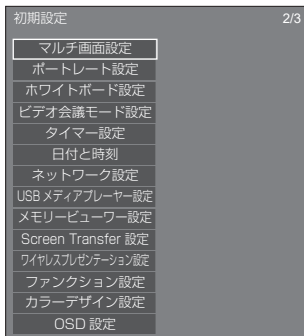 初期設定 2/3
マルチ画面設定
ポートレート設定
ホワイトボード設定
ビデオ会議モード設定
タイマー設定
日付と時刻
ネットワーク設定
USBメディアプレーヤー設定
メモリービューワー設定
Screen Transfer 設定
ワイヤレスプレゼンテーション設定
ファンクション設定
カラーデザイン設定
OSD 設定